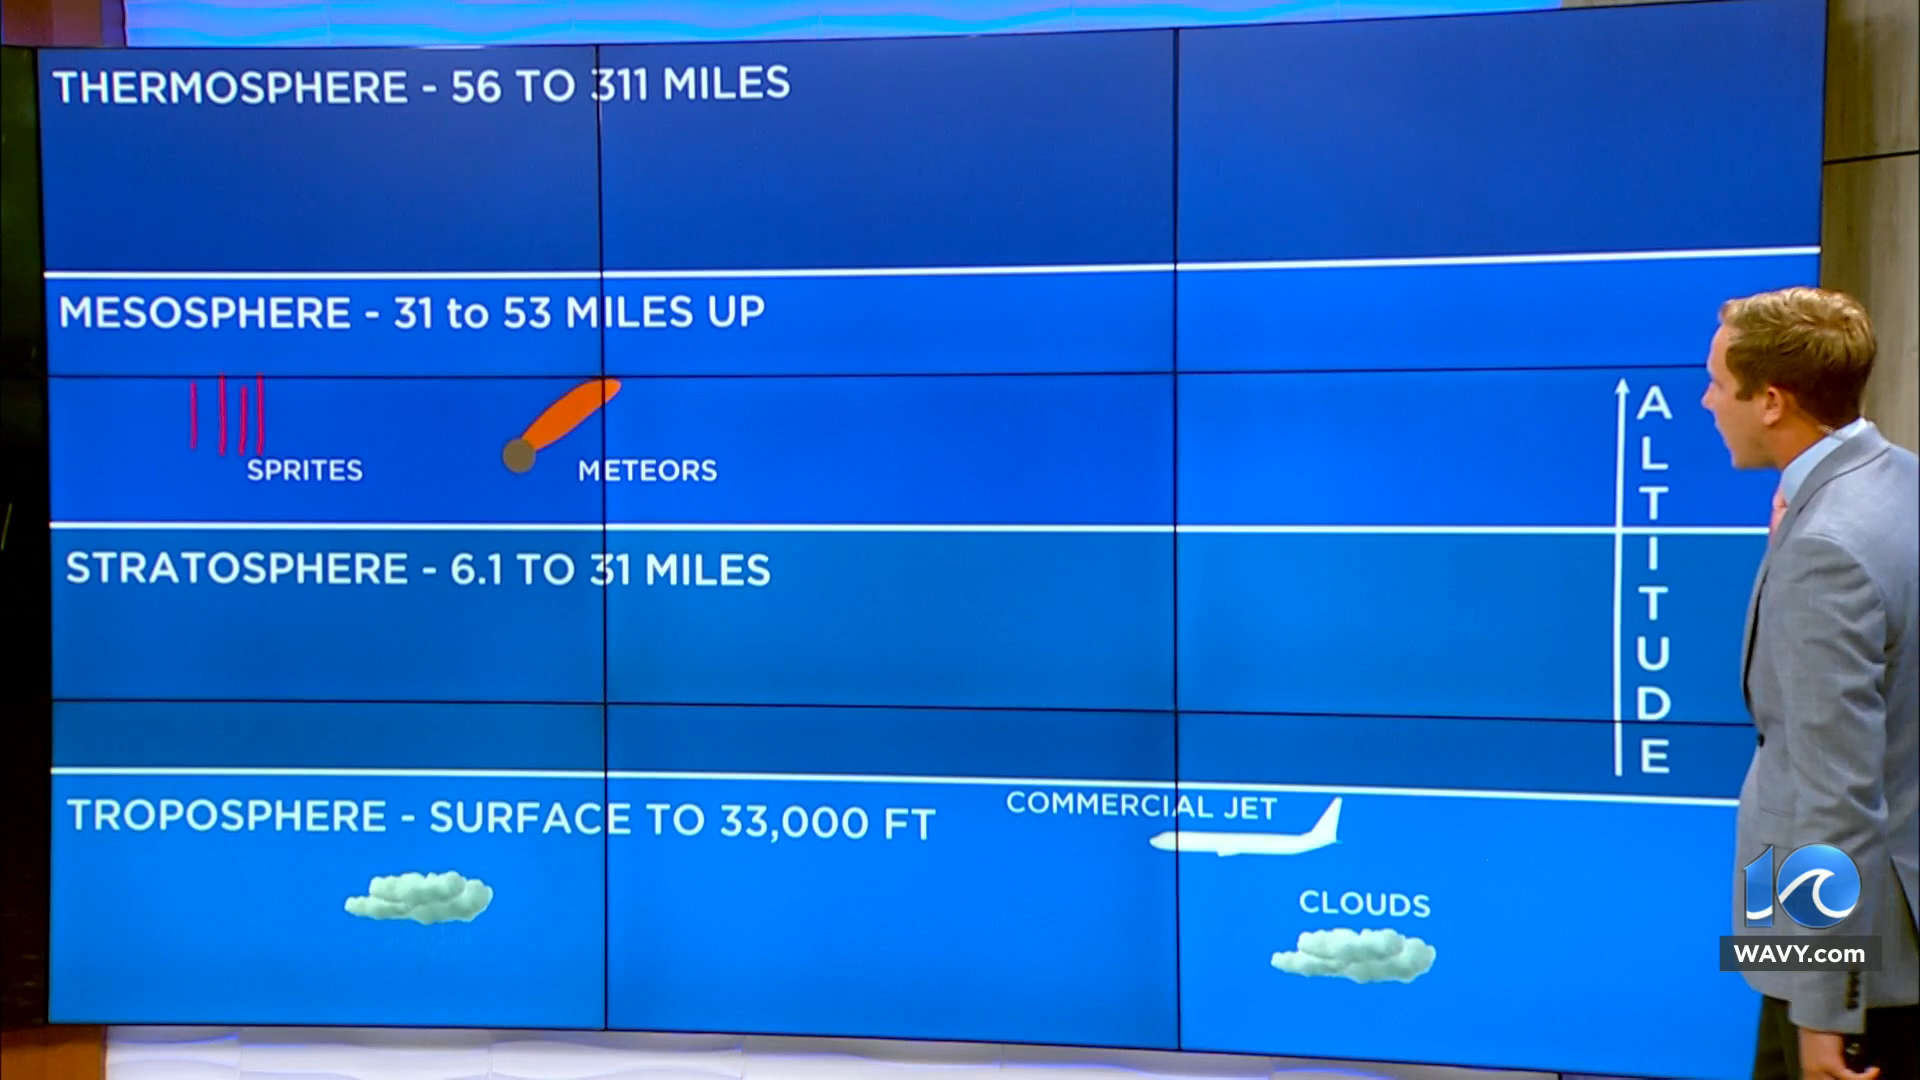 THERMOSPHERE - 56 TO 311 MILES
MESOSPHERE - 31 to 53 MILES UP
SPRITES
METEORS
STRATOSPHERE - 6.1 TO 31 MILES
ALTITUDE
TROPOSPHERE - SURFACE TO 33,000 FT
COMMERCIAL JET
CLOUDS
10
WAVY.com